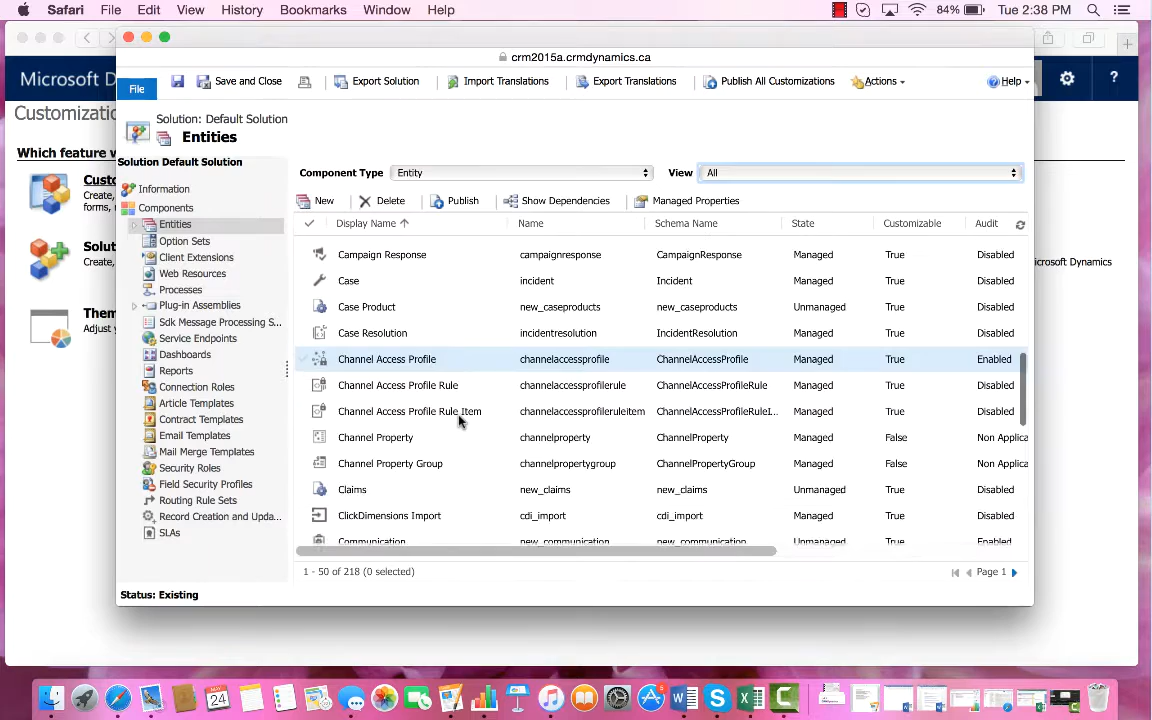 Safari File Edit View History Bookmarks Window Help 84% Tue 2:38 PM
crm2015a.crmdynamics.ca
Microsoft D
File Save and Close Export Solution Import Translations Export Translations Publish All Customizations Actions Help
?
Customizatio
Solution: Default Solution
Entities
Which feature w
Solution Default Solution
Component Type Entity View All
Custo
Create,
forms,
Solut
Create,
icrosoft Dynamics
Them
Adjust y
Information
Components
Entities
Option Sets
Client Extensions
Web Resources
Processes
Plug-in Assemblies
Sdk Message Processing S...
Service Endpoints
Dashboards
Reports
Connection Roles
Article Templates
Contract Templates
Email Templates
Mail Merge Templates
Security Roles
Field Security Profiles
Routing Rule Sets
Record Creation and Upda...
SLAs
New Delete Publish Show Dependencies Managed Properties
Display Name Name Schema Name State Customizable Audit
Campaign Response campaignresponse CampaignResponse Managed True Disabled
Case incident Incident Managed True Disabled
Case Product new_caseproducts new_caseproducts Unmanaged True Disabled
Case Resolution incidentresolution IncidentResolution Managed True Disabled
Channel Access Profile channelaccessprofile ChannelAccessProfile Managed True Enabled
Channel Access Profile Rule channelaccessprofilerule ChannelAccessProfileRule Managed True Disabled
Channel Access Profile Rule Item channelaccessprofileruleitem ChannelAccessProfileRuleI... Managed True Disabled
Channel Property channelproperty ChannelProperty Managed False Non Applica
Channel Property Group channelpropertygroup ChannelPropertyGroup Managed False Non Applica
Claims new_claims new_claims Unmanaged True Disabled
ClickDimensions Import cdi_import cdi_import Managed True Disabled
Communication new_communication new_communication Unmanaged True Enabled
1 - 50 of 218 (0 selected) Page 1
Status: Existing
24